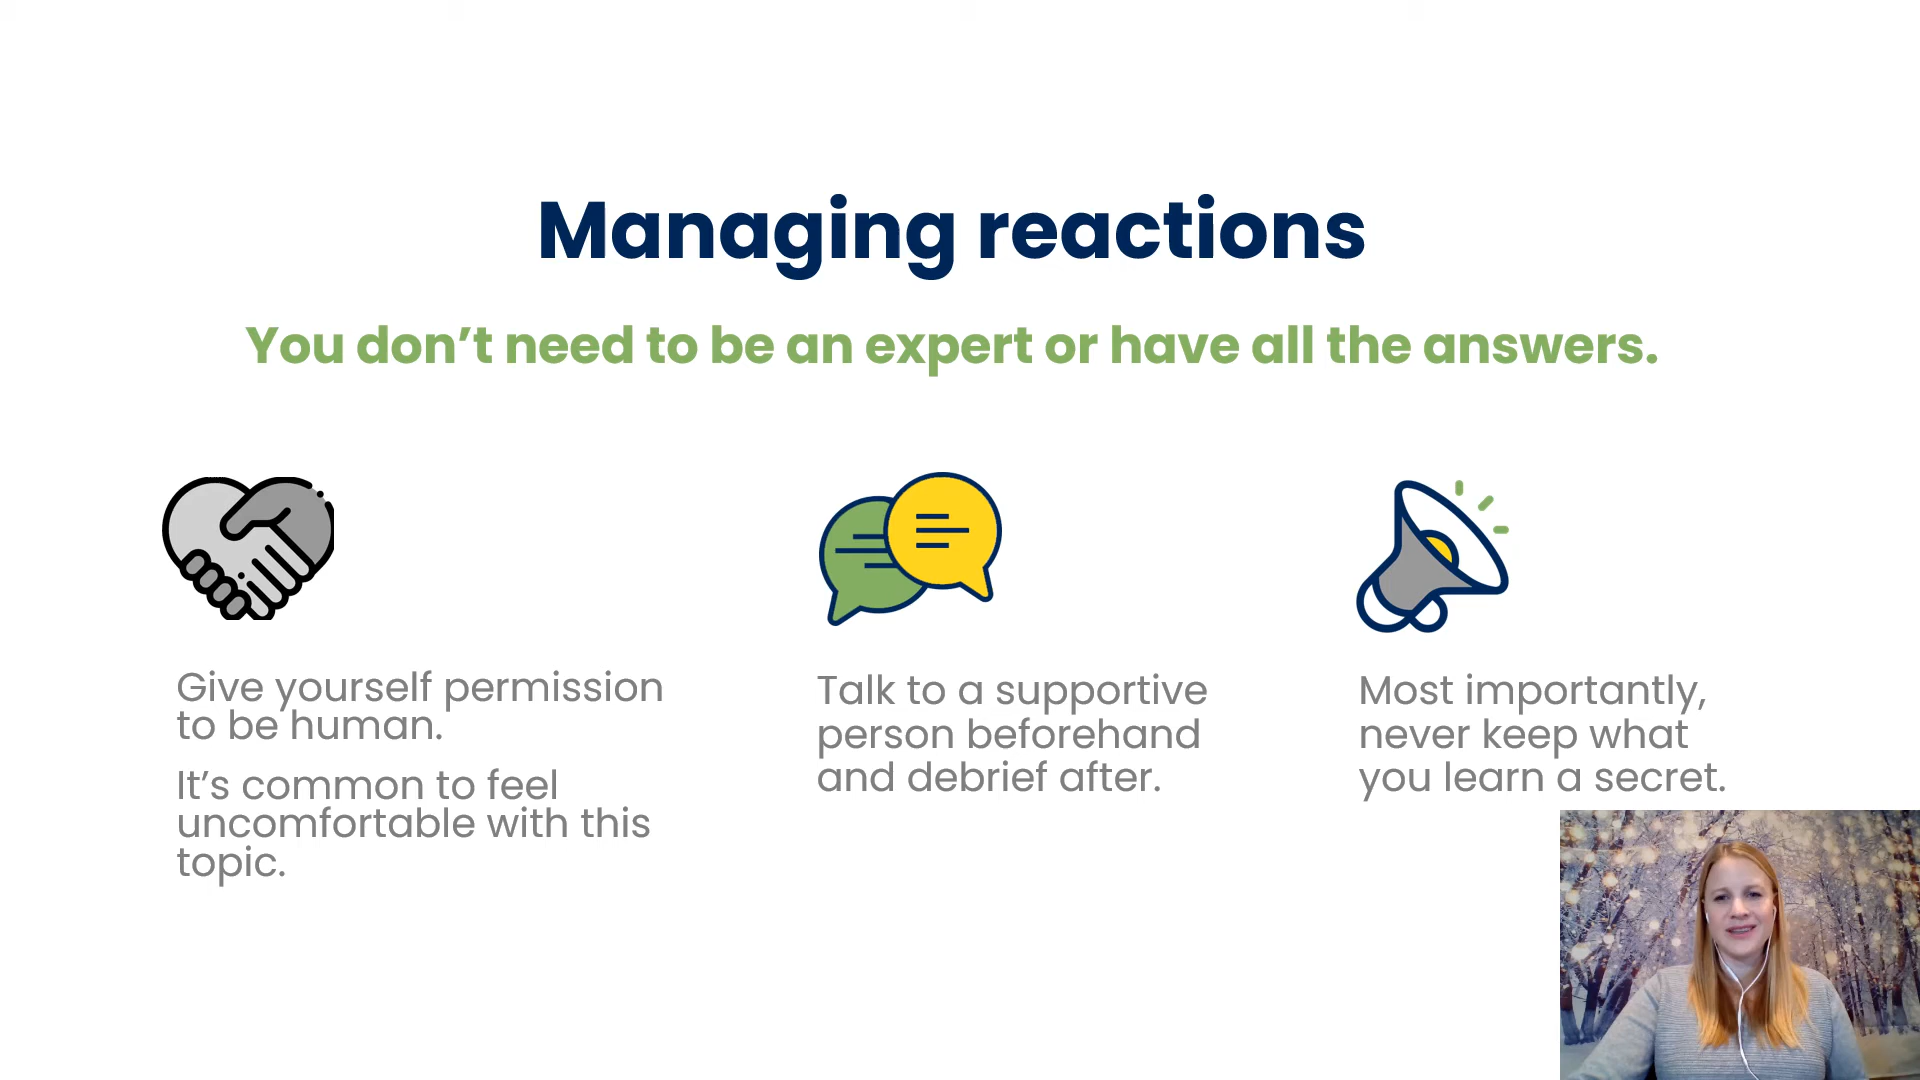 Managing reactions
You don’t need to be an expert or have all the answers.
Give yourself permission
to be human.
It’s common to feel
uncomfortable with this
topic.
Talk to a supportive
person beforehand
and debrief after.
Most importantly,
never keep what
you learn a secret.